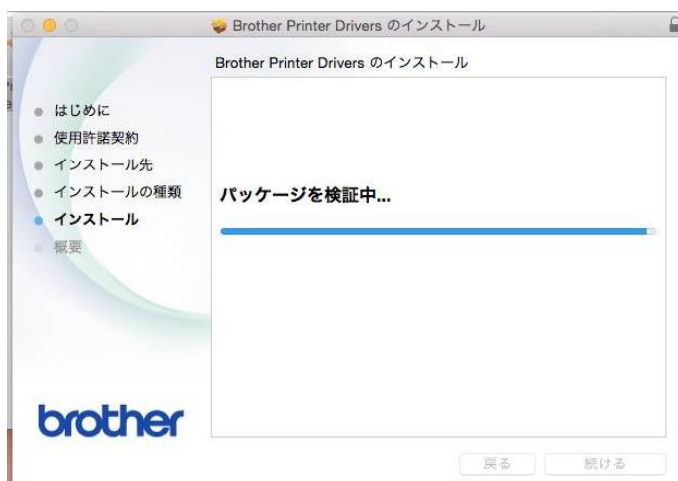 Brother Printer Drivers のインストール
Brother Printer Drivers のインストール
はじめに
使用許諾契約
インストール先
インストールの種類
インストール
概要
パッケージを検証中...
brother
戻る
続ける